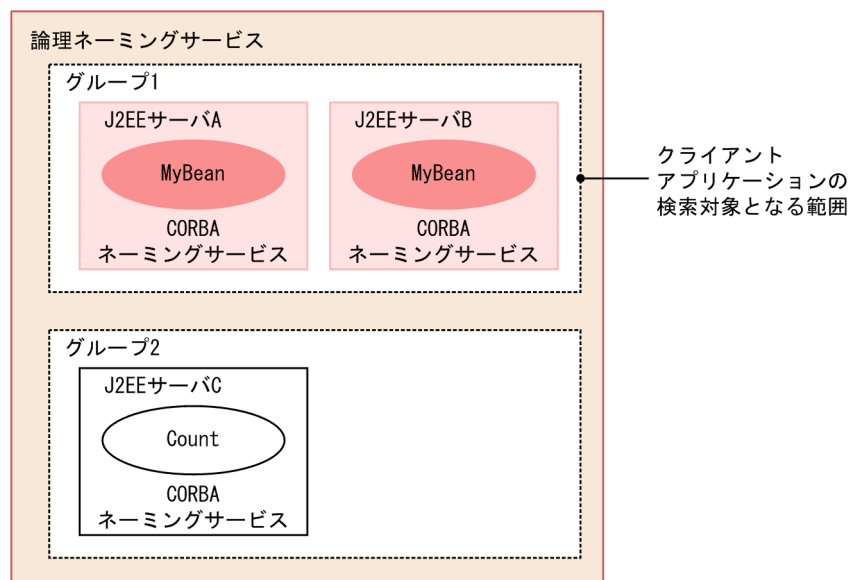 論理ネーミングサービス
グループ1
J2EEサーバA
MyBean
CORBA
ネーミングサービス
J2EEサーバB
MyBean
CORBA
ネーミングサービス
クライアント
アプリケーションの
検索対象となる範囲
グループ2
J2EEサーバC
Count
CORBA
ネーミングサービス